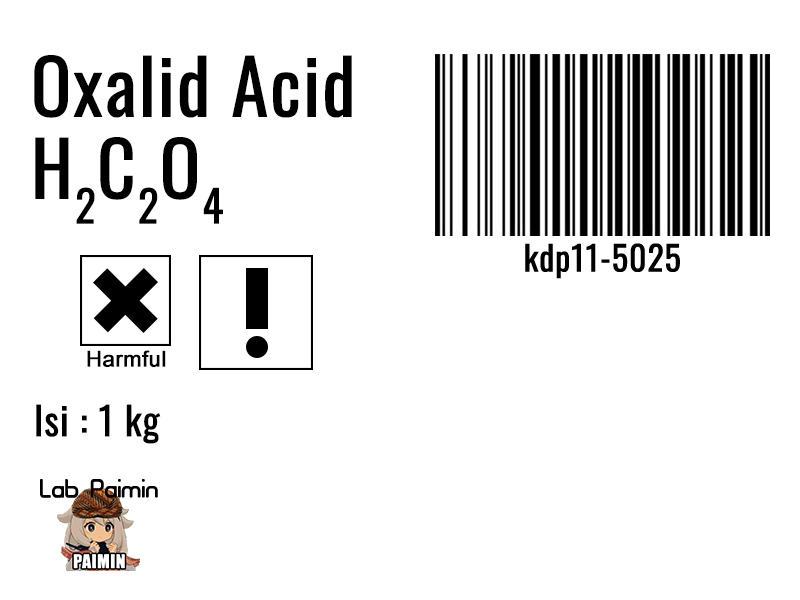 Oxalid Acid
H₂C₂O₄
kdp11-5025
Harmful
!
Isi : 1 kg
Lab Paimin
PAIMIN